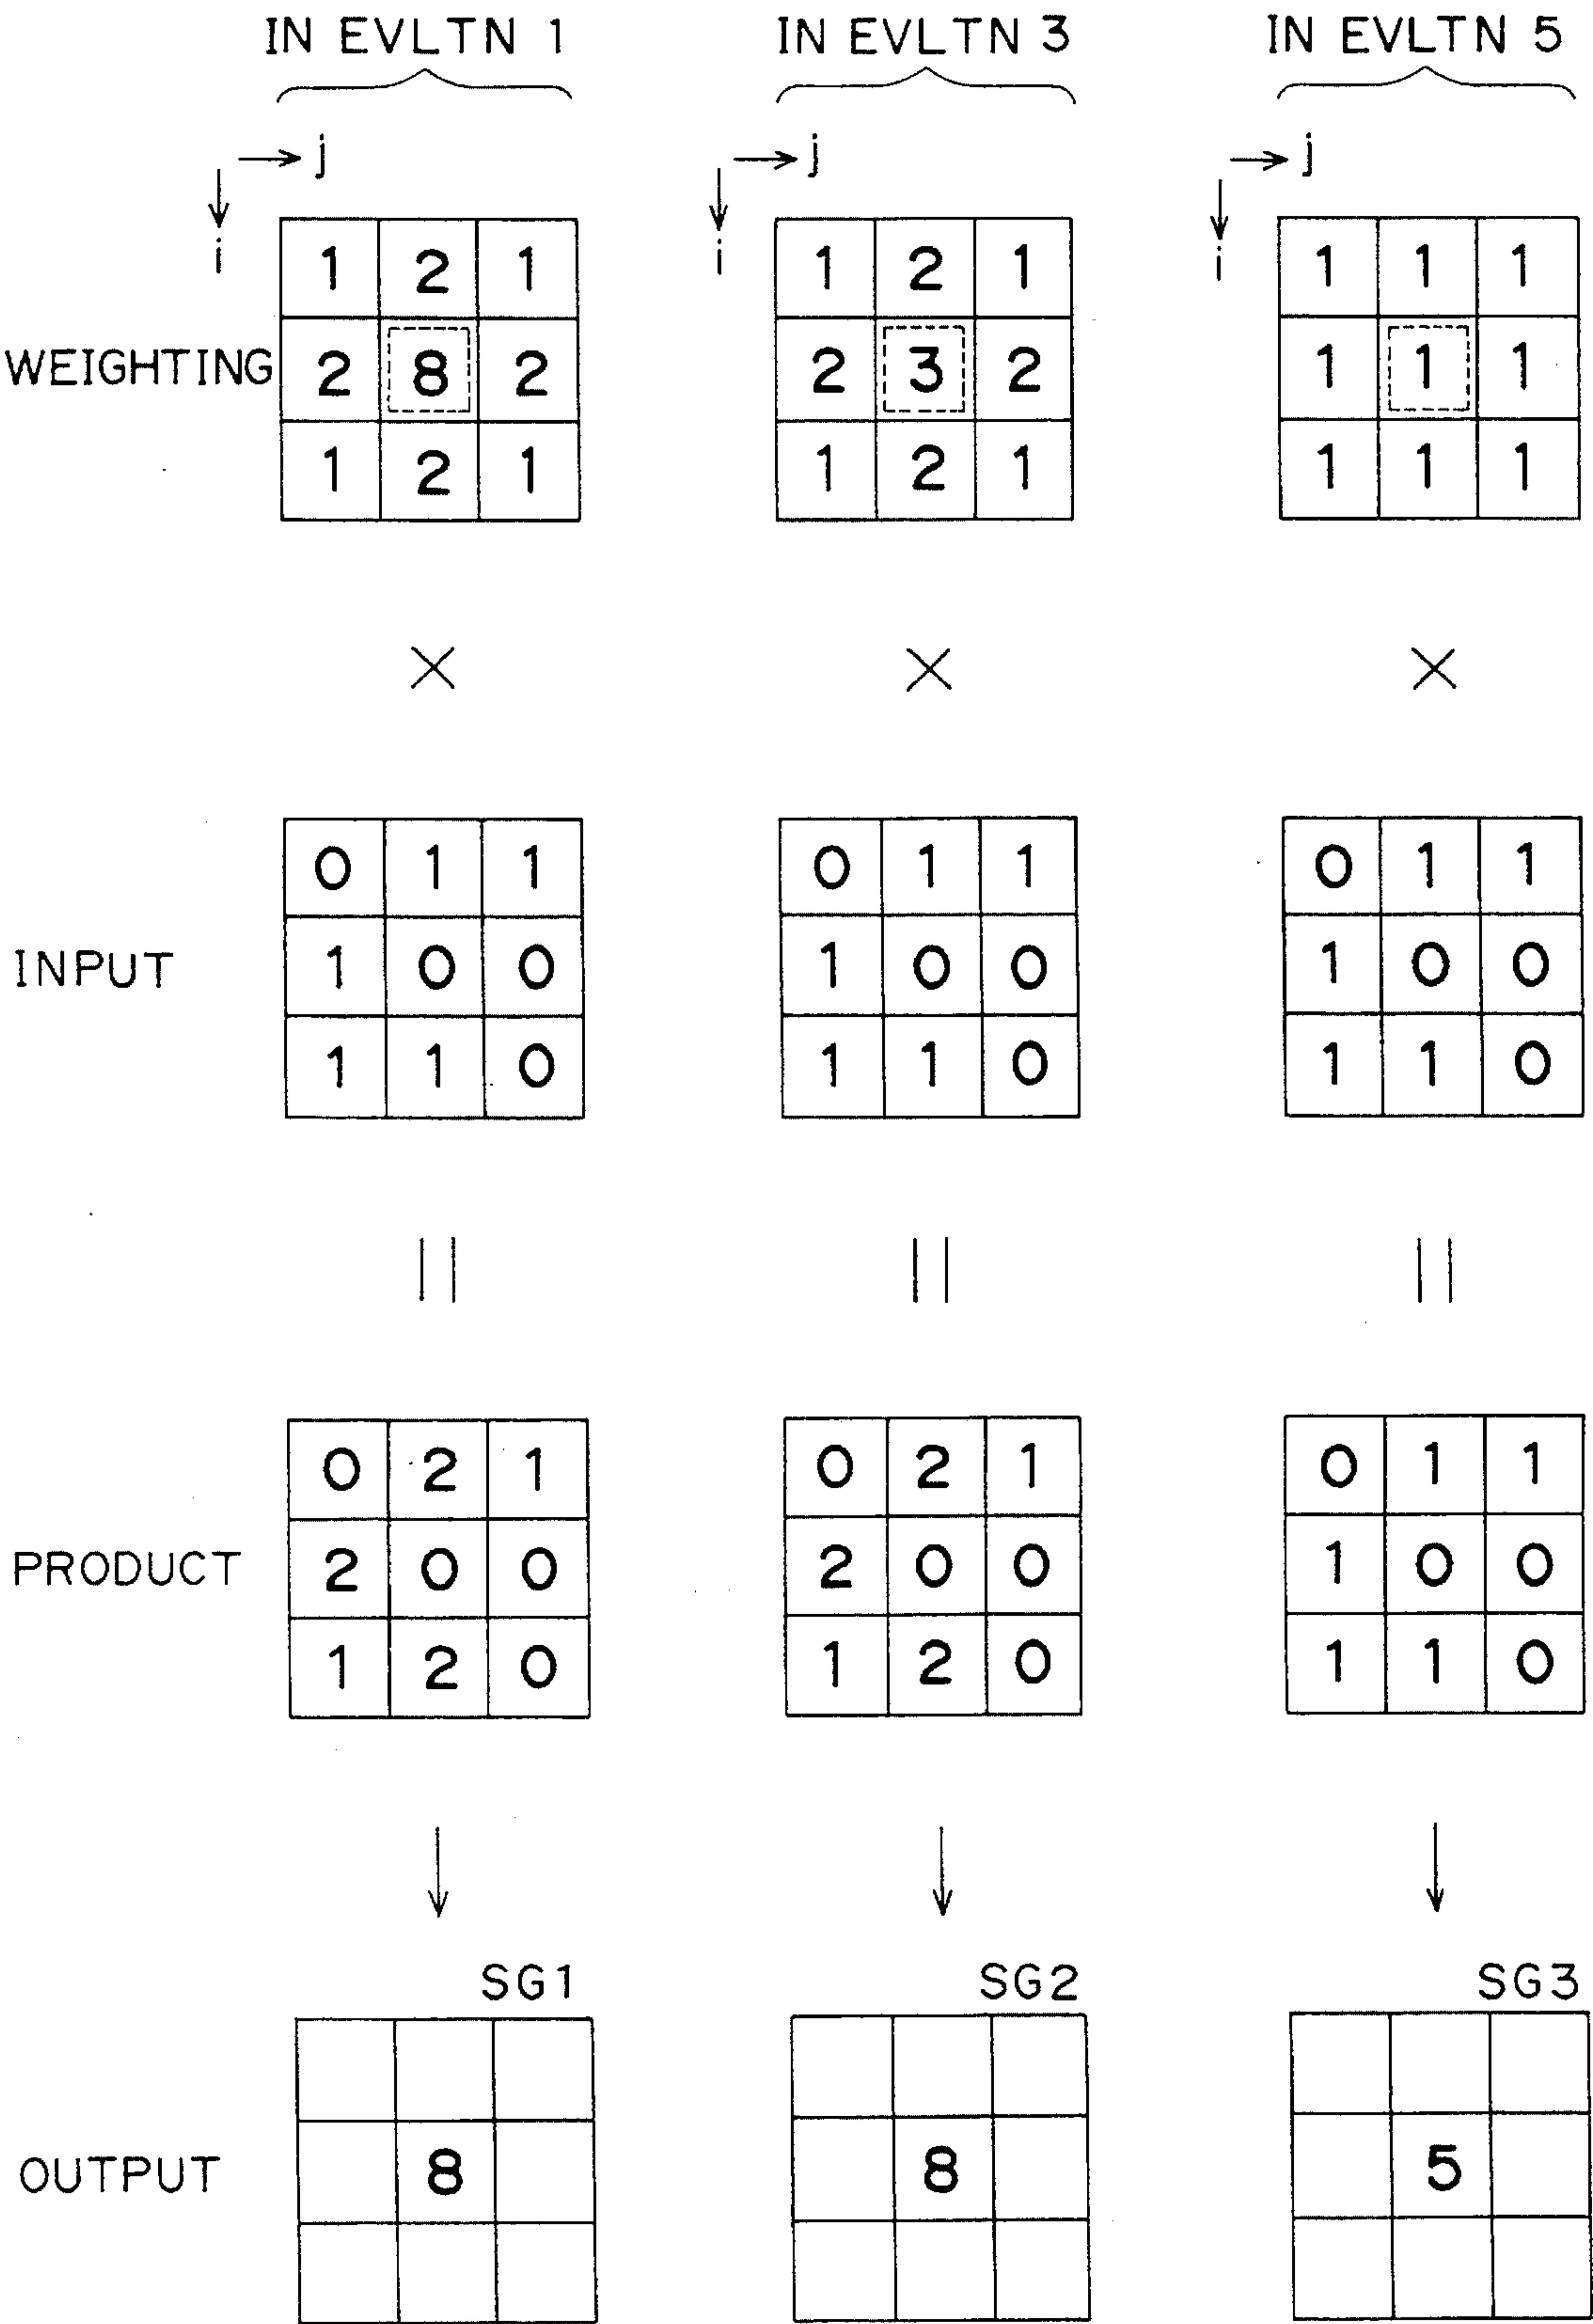 IN EVLTN 1 IN EVLTN 3 IN EVLTN 5
j j j
i i i
1 2 1 1 2 1 1 1 1
WEIGHTING 2 8 2 2 3 2 1 1 1
1 2 1 1 2 1 1 1 1
× × ×
0 1 1 0 1 1 0 1 1
INPUT 1 0 0 1 0 0 1 0 0
1 1 0 1 1 0 1 1 0
|| || ||
0 2 1 0 2 1 0 1 1
PRODUCT 2 0 0 2 0 0 1 0 0
1 2 0 1 2 0 1 1 0
SG1 SG2 SG3
OUTPUT 8 8 5